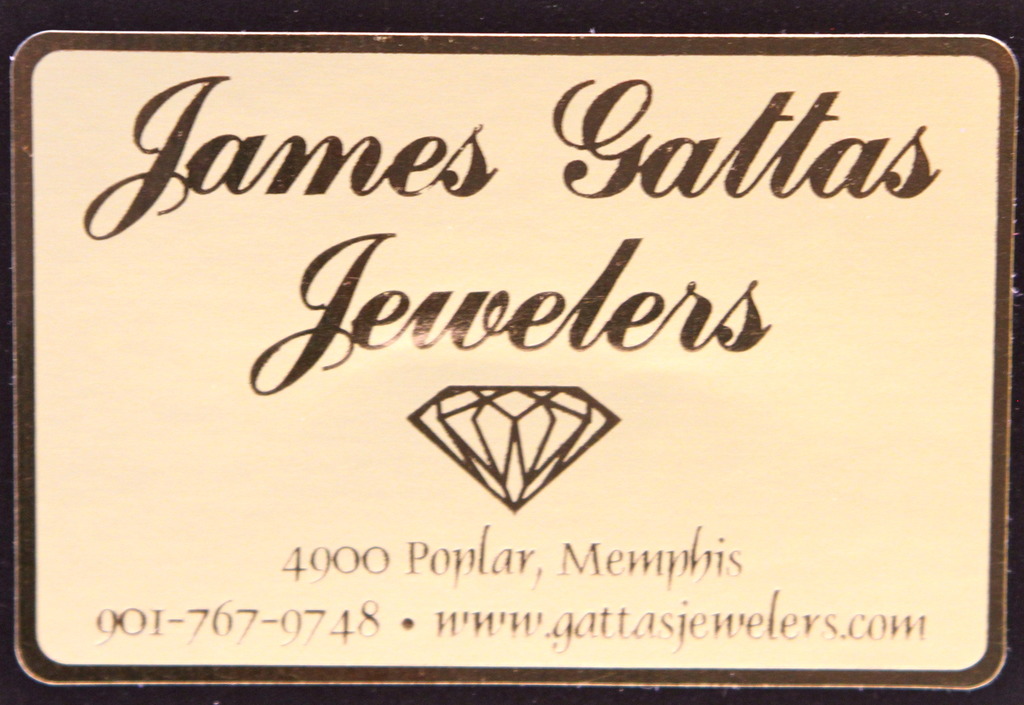 James Gattas
Jewelers
4900 Poplar, Memphis
901-767-9748 • www.gattasjewelers.com